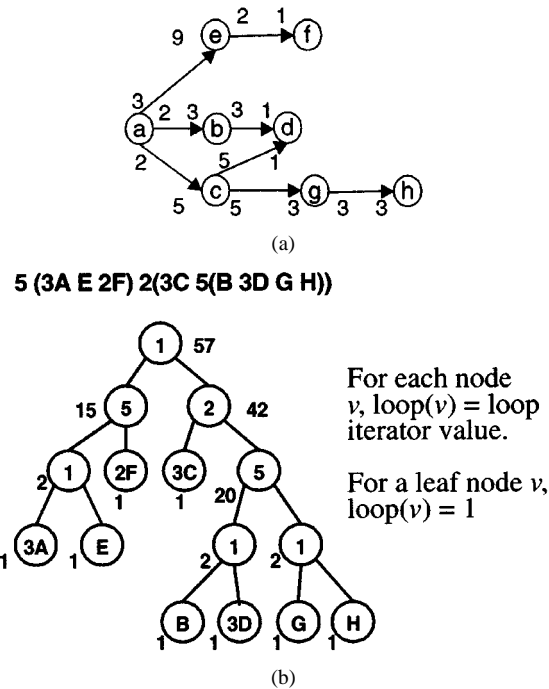 9 e 2 1 f
3
a 2 3 b 3 1 d
2 5 1
5 c 5 3 g 3 3 h
(a)
5 (3A E 2F) 2(3C 5(B 3D G H))
1 57
15 5 2 42
2 1 2F 3C 5
1 1 20
1 3A 1 E 2 1 2 1
1 B 1 3D 1 G 1 H
For each node
v, loop(v) = loop
iterator value.
For a leaf node v,
loop(v) = 1
(b)